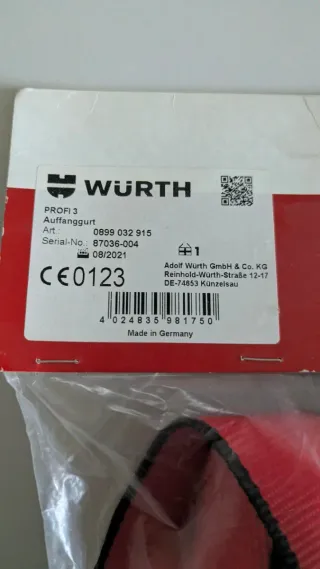 WÜRTH
PROFI 3
Auffanggurt
Art.: 0899 032 915
Serial-No.: 87036-004
08/2021
1
CE0123
Adolf Würth GmbH & Co. KG
Reinhold-Würth-Straße 12-17
DE-74653 Künzelsau
4 024835 981750
Made in Germany